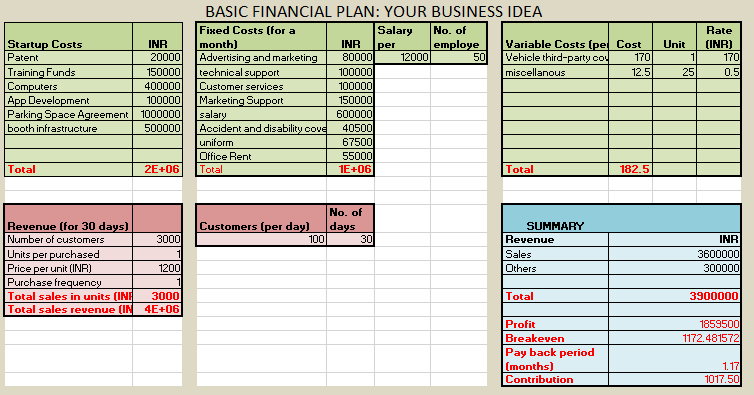 BASIC FINANCIAL PLAN: YOUR BUSINESS IDEA
Startup Costs INR
Patent 20000
Training Funds 150000
Computers 400000
App Development 100000
Parking Space Agreement 1000000
booth infrastructure 500000
Total 2E+06
Fixed Costs (for a
month) INR
Advertising and marketing 80000
technical support 100000
Customer services 100000
Marketing Support 150000
salary 600000
Accident and disability cove 40500
uniform 67500
Office Rent 55000
Total 1E+06
Salary
per
No. of
employe
12000 50
Variable Costs (per Cost Unit Rate
(INR)
Vehicle third-party cov 170 1 170
miscellanous 12.5 25 0.5
Total 182.5
Revenue (for 30 days)
Number of customers 3000
Units per purchased 1
Price per unit (INR) 1200
Purchase frequency 1
Total sales in units (INF 3000
Total sales revenue (IN 4E+06
Customers (per day) No. of
days
100 30
SUMMARY
Revenue INR
Sales 3600000
Others 300000
Total 3900000
Profit 1859500
Breakeven 1172.481572
Pay back period
(months) 1.17
Contribution 1017.50